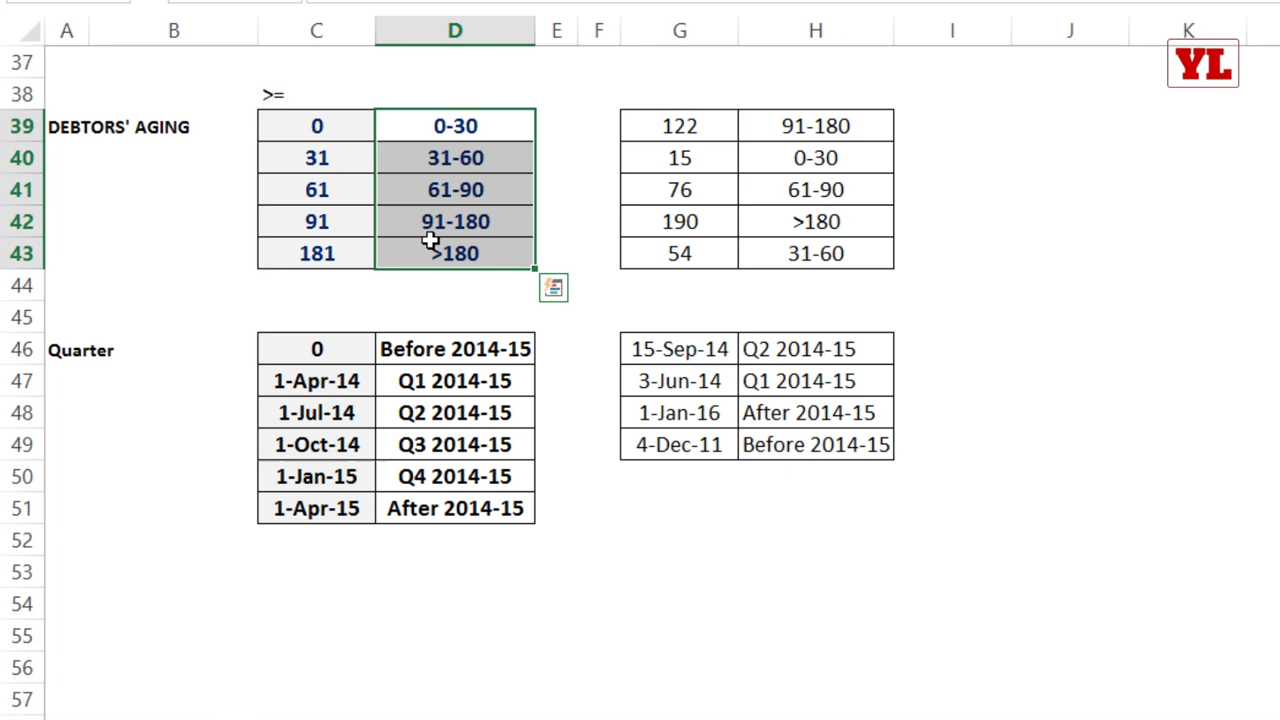 A B C D E F G H I J K
YL
37
38 >=
39 DEBTORS' AGING 0 0-30 122 91-180
40 31 31-60 15 0-30
41 61 61-90 76 61-90
42 91 91-180 190 >180
43 181 >180 54 31-60
44
45
46 Quarter 0 Before 2014-15 15-Sep-14 Q2 2014-15
47 1-Apr-14 Q1 2014-15 3-Jun-14 Q1 2014-15
48 1-Jul-14 Q2 2014-15 1-Jan-16 After 2014-15
49 1-Oct-14 Q3 2014-15 4-Dec-11 Before 2014-15
50 1-Jan-15 Q4 2014-15
51 1-Apr-15 After 2014-15
52
53
54
55
56
57